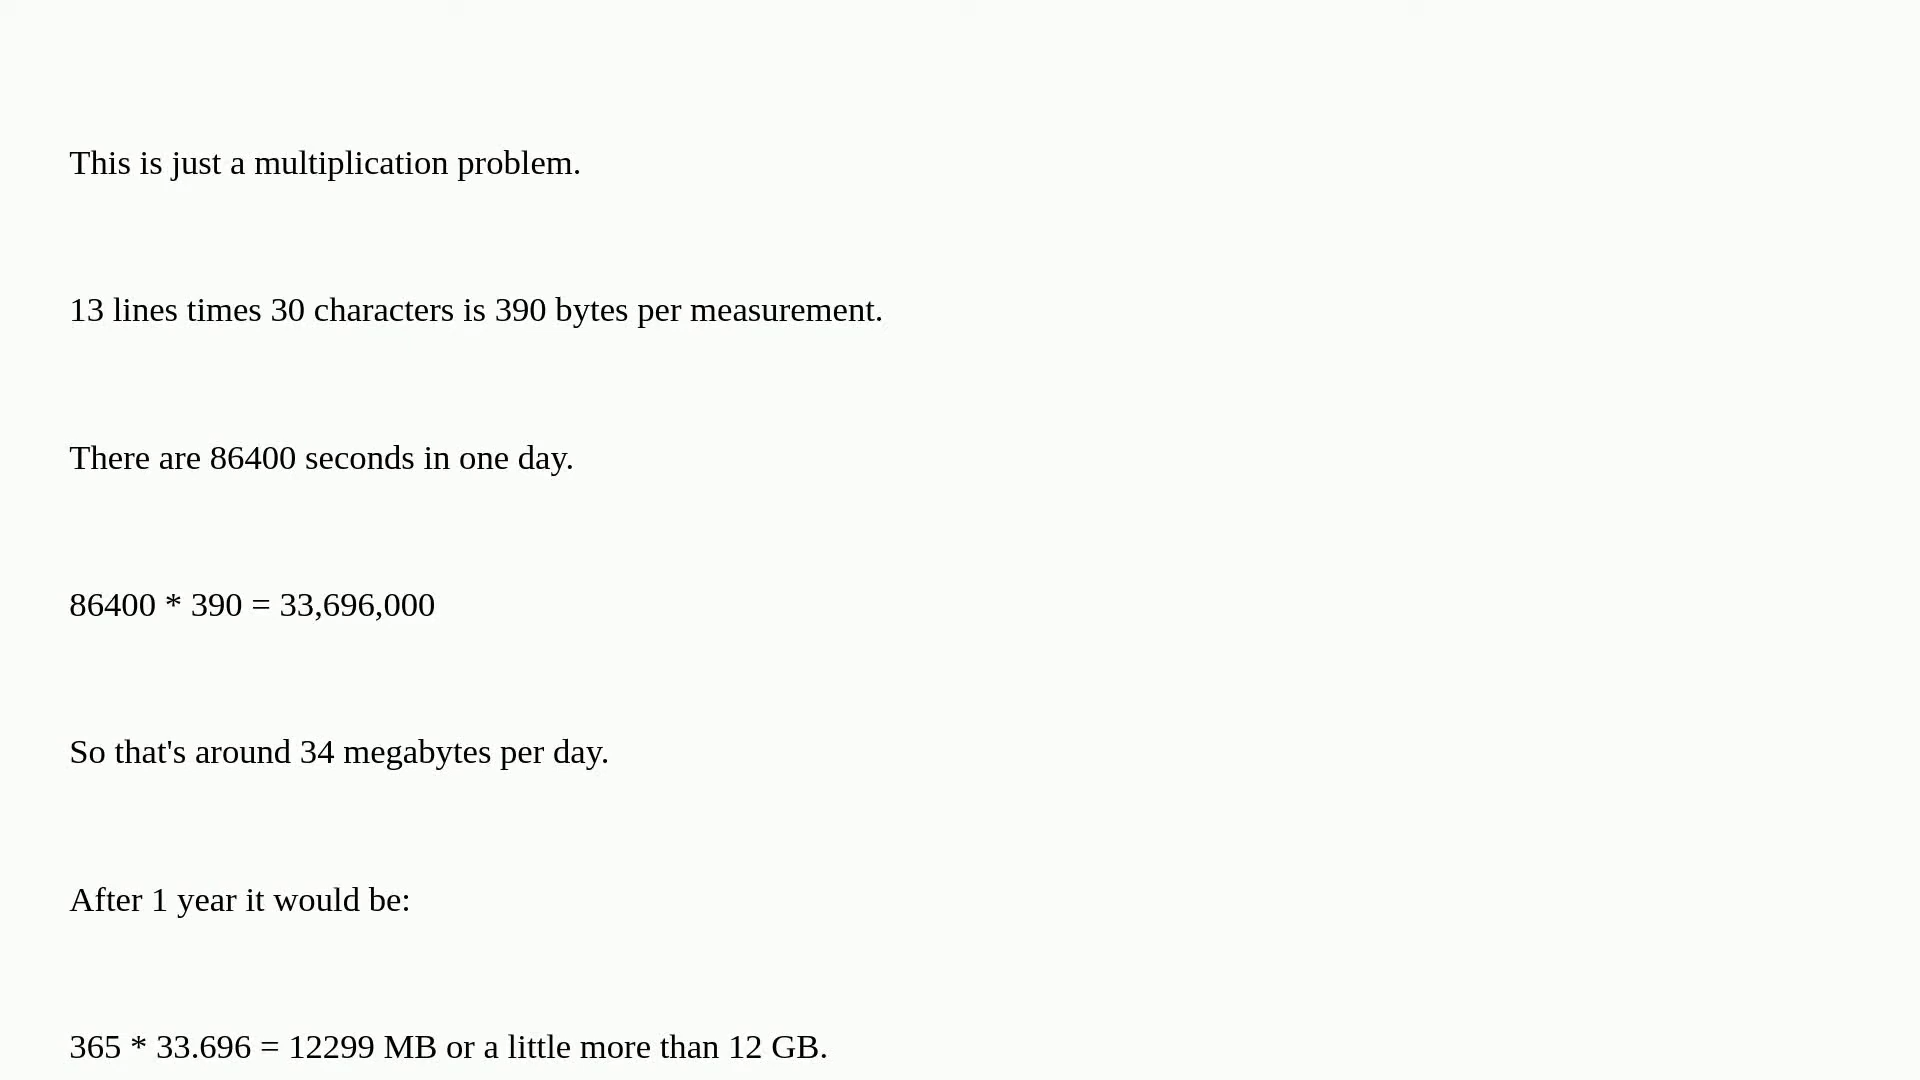 This is just a multiplication problem.
13 lines times 30 characters is 390 bytes per measurement.
There are 86400 seconds in one day.
86400 * 390 = 33,696,000
So that's around 34 megabytes per day.
After 1 year it would be:
365 * 33.696 = 12299 MB or a little more than 12 GB.